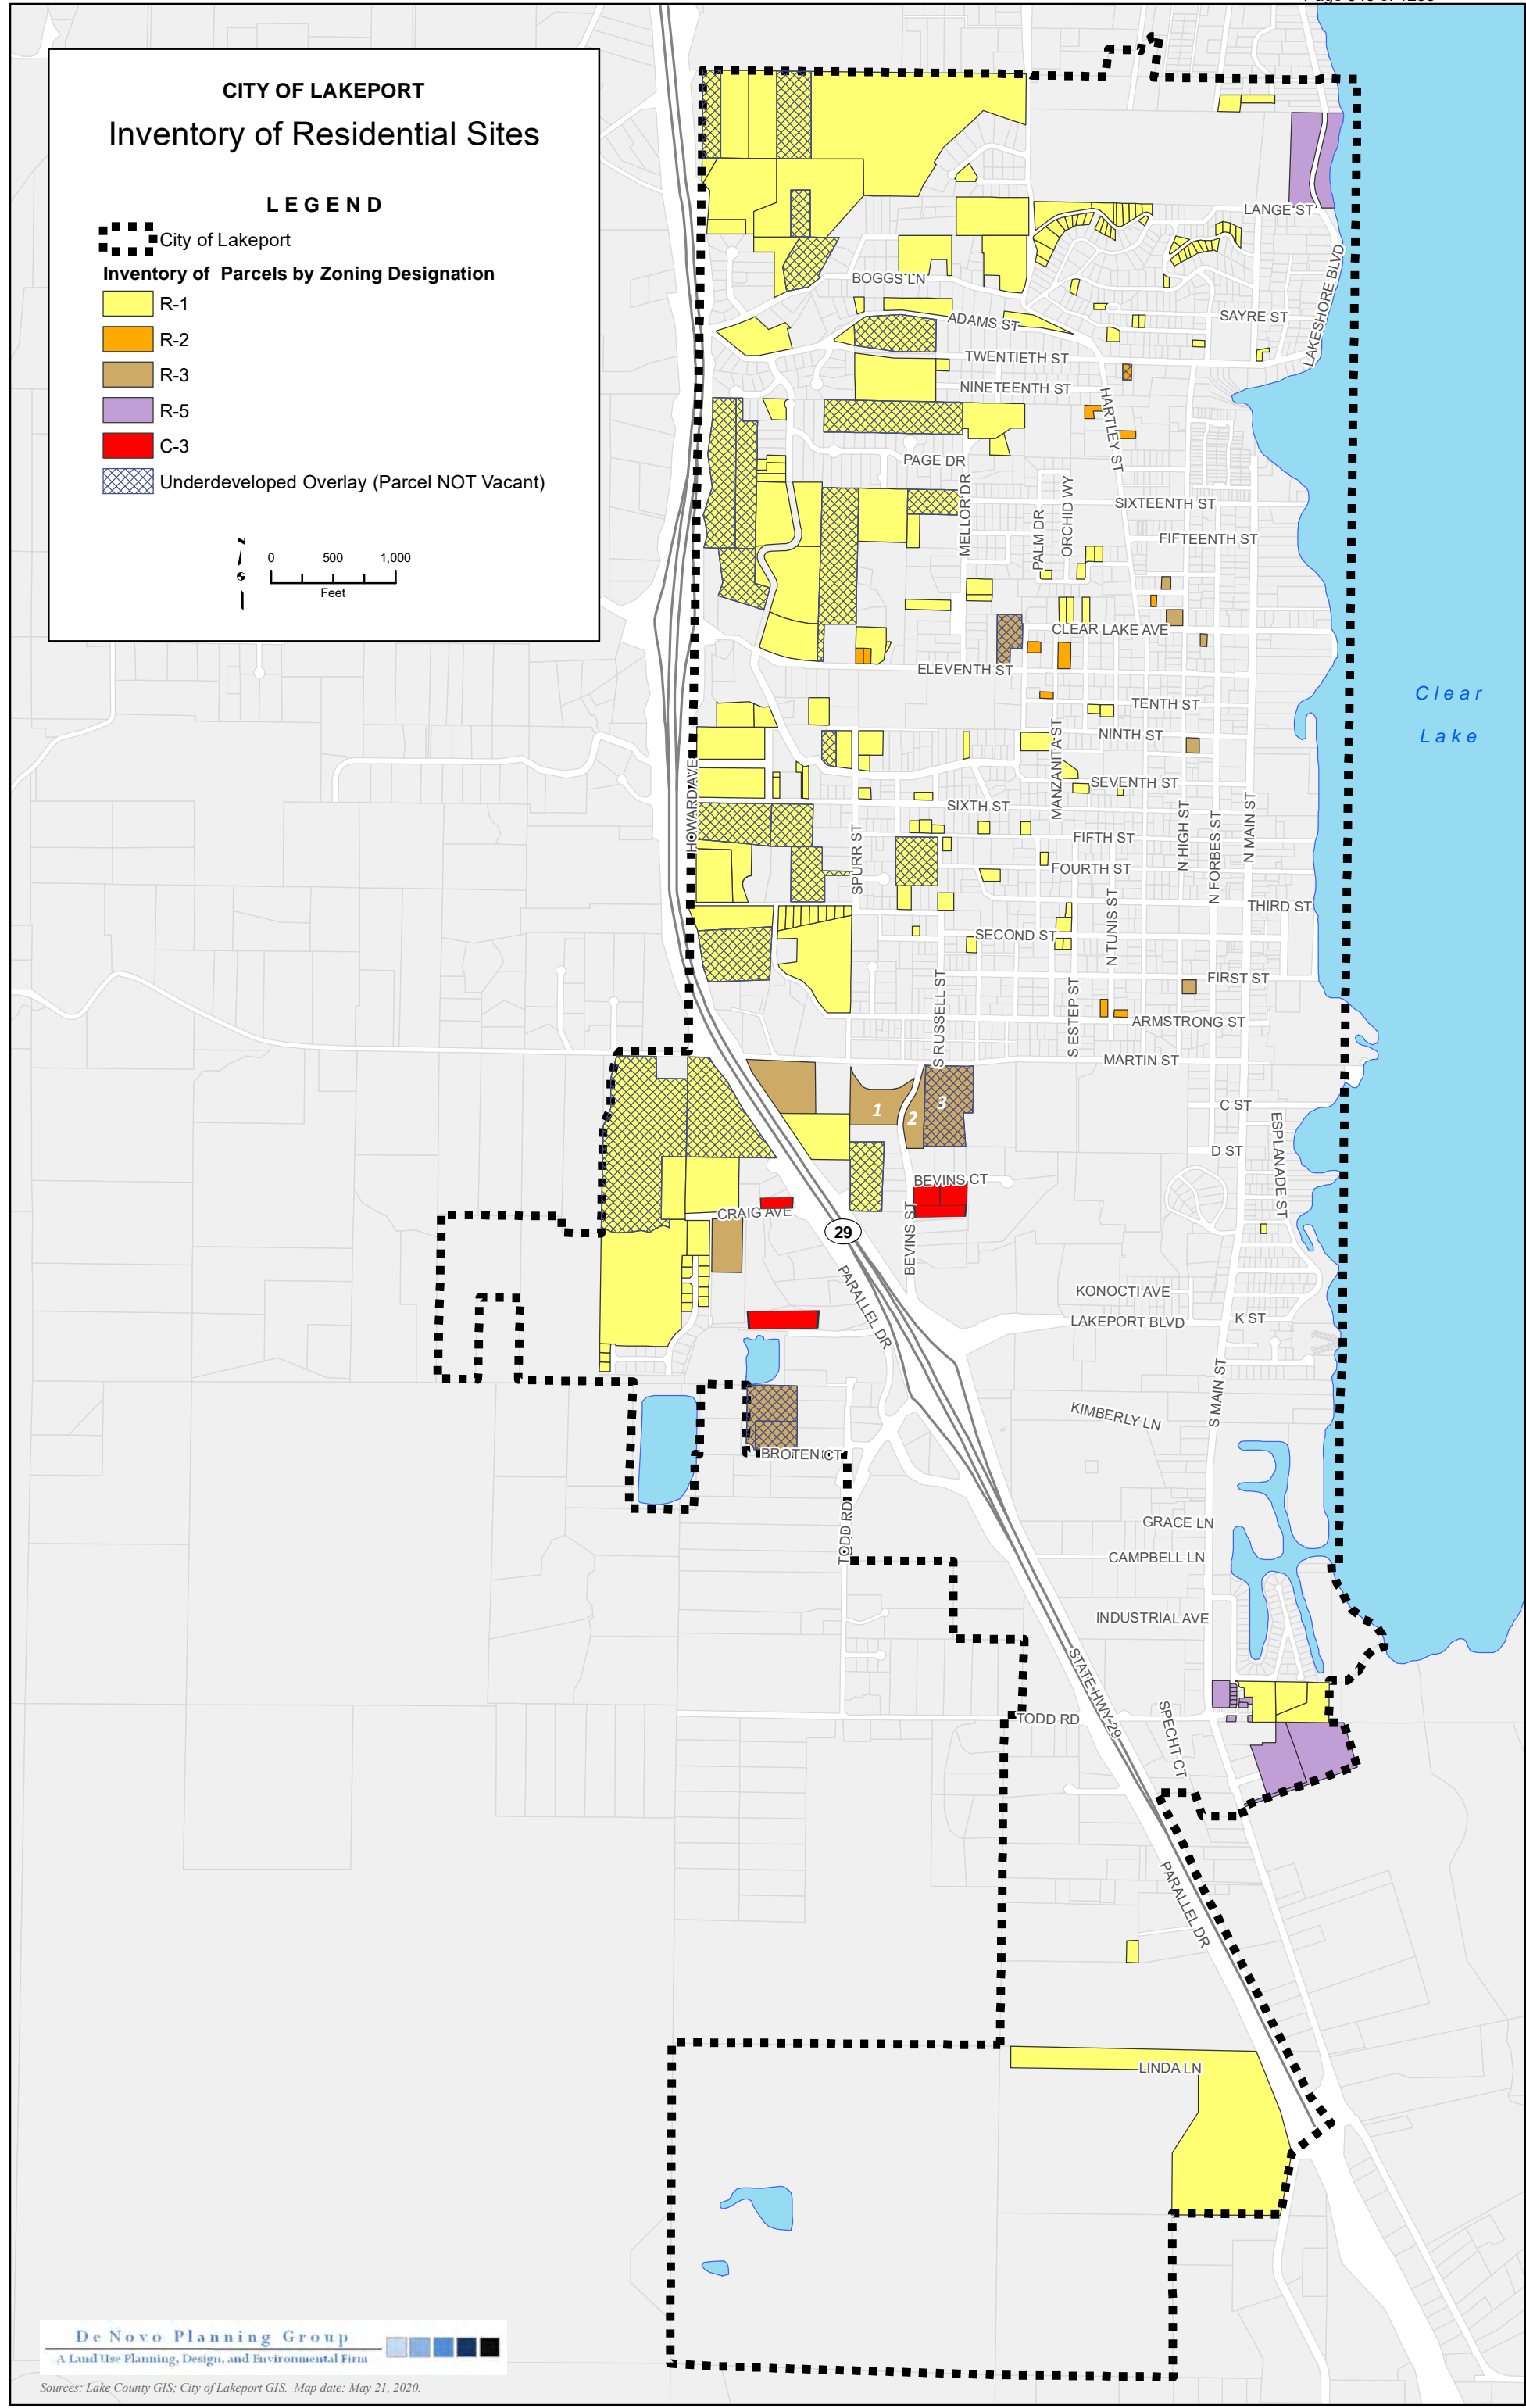 CITY OF LAKEPORT
Inventory of Residential Sites
LEGEND
City of Lakeport
Inventory of Parcels by Zoning Designation
R-1
R-2
R-3
R-5
C-3
Underdeveloped Overlay (Parcel NOT Vacant)
0 500 1,000
Feet
LANGE ST
LAKESHORE BLVD
BOGGS LN
SAYRE ST
ADAMS ST
TWENTIETH ST
NINETEENTH ST
HARTLEY ST
PAGE DR
MELLOR DR
ORCHID WY
SIXTEENTH ST
PALM DR
FIFTEENTH ST
CLEAR LAKE AVE
ELEVENTH ST
Clear
Lake
TENTH ST
MANZANITA ST
NINTH ST
HOWARD AVE
SEVENTH ST
SIXTH ST
N HIGH ST
N FORBES ST
N MAIN ST
SPURR ST
FIFTH ST
FOURTH ST
THIRD ST
N TUNIS ST
SECOND ST
S RUSSELL ST
FIRST ST
S ESTEP ST
ARMSTRONG ST
MARTIN ST
1
2
3
C ST
ESPLANADE ST
D ST
BEVINS CT
CRAIG AVE
BEVINS ST
29
PARALLEL DR
KONOCTI AVE
LAKEPORT BLVD
K ST
S MAIN ST
KIMBERLY LN
BROTEN CT
TODD RD
GRACE LN
CAMPBELL LN
INDUSTRIAL AVE
STATE HWY 29
TODD RD
SPECHT CT
PARALLEL DR
LINDA LN
De Novo Planning Group
A Land Use Planning, Design, and Environmental Firm
Sources: Lake County GIS; City of Lakeport GIS. Map date: May 21, 2020.